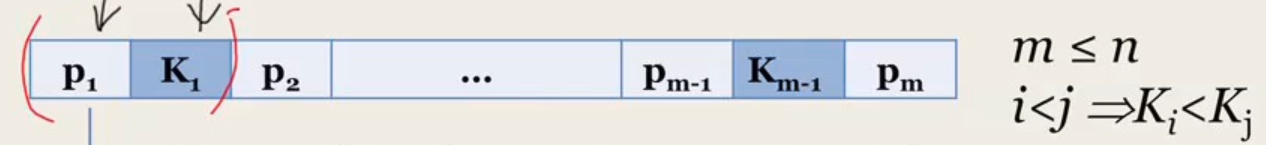 p₁ K₁ p₂ ... pₘ₋₁ Kₘ₋₁ pₘ
m ≤ n
i<j ⇒Kᵢ<Kⱼ